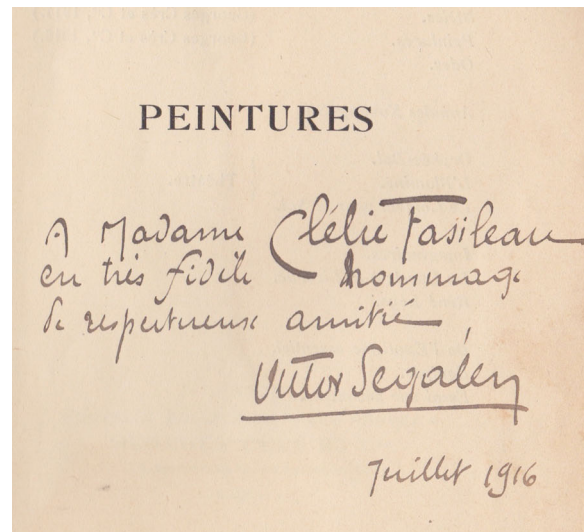 PEINTURES
A Madame Clélie Fasileau
en très fidèle hommage
de respectueuse amitié,
Victor Segalen
Juillet 1916